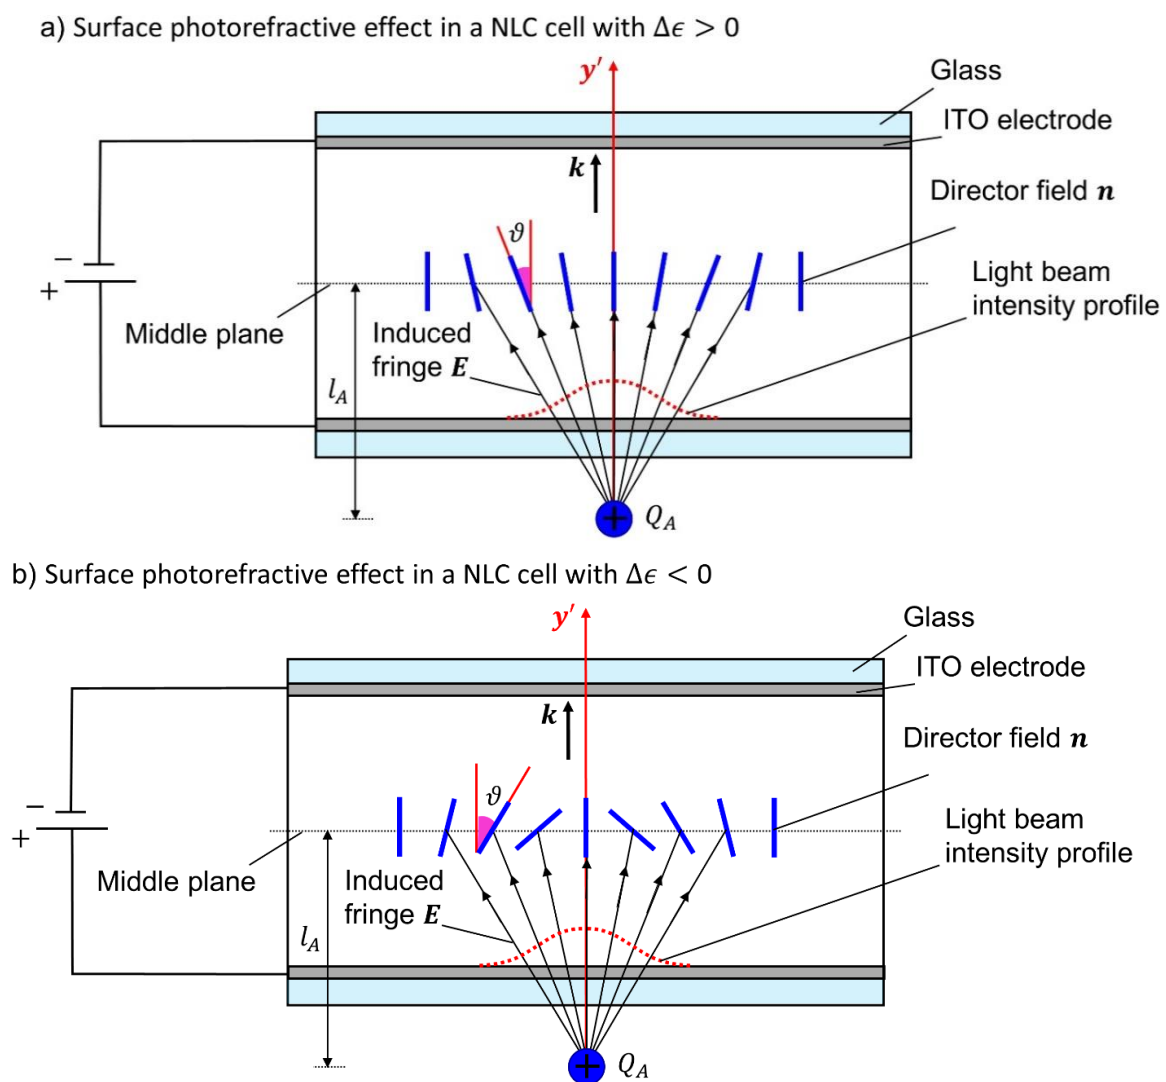 a) Surface photorefractive effect in a NLC cell with Δϵ > 0
y'
Glass
ITO electrode
k
Director field n
ϑ
Light beam
intensity profile
−
+
Middle plane
Induced
fringe E
l_A
+
Q_A
b) Surface photorefractive effect in a NLC cell with Δϵ < 0
y'
Glass
ITO electrode
k
Director field n
ϑ
−
+
Light beam
intensity profile
Middle plane
Induced
fringe E
l_A
+
Q_A